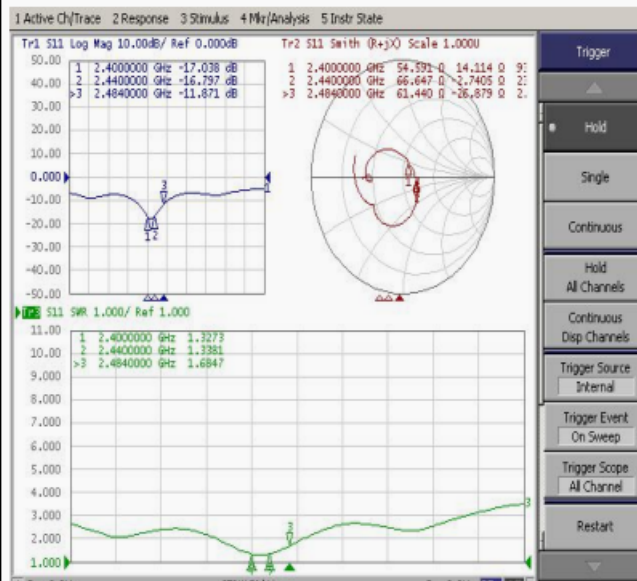 1 Active Ch/Trace 2 Response 3 Stimulus 4 Mkr/Analysis 5 Instr State
Tr1 S11 Log Mag 10.00dB/ Ref 0.000dB
50.00
40.00
30.00
20.00
10.00
0.000
-10.00
-20.00
-30.00
-40.00
-50.00
1 2.4000000 GHz -17.038 dB
2 2.4400000 GHz -16.797 dB
>3 2.4840000 GHz -11.871 dB
3
1
1 2
Tr2 S11 Smith (R+jX) Scale 1.000U
1 2.4000000 GHz 54.591 Ω 14.114 Ω
2 2.4400000 GHz 66.647 Ω -2.7405 Ω
>3 2.4840000 GHz 61.440 Ω -26.879 Ω
Tr3 S11 SWR 1.000/ Ref 1.000
11.00
10.00
9.000
8.000
7.000
6.000
5.000
4.000
3.000
2.000
1.000
1 2.4000000 GHz 1.3273
2 2.4400000 GHz 1.3381
>3 2.4840000 GHz 1.6847
3
3
Trigger
Hold
Single
Continuous
Hold
All Channels
Continuous
Disp Channels
Trigger Source
Internal
Trigger Event
On Sweep
Trigger Scope
All Channel
Restart